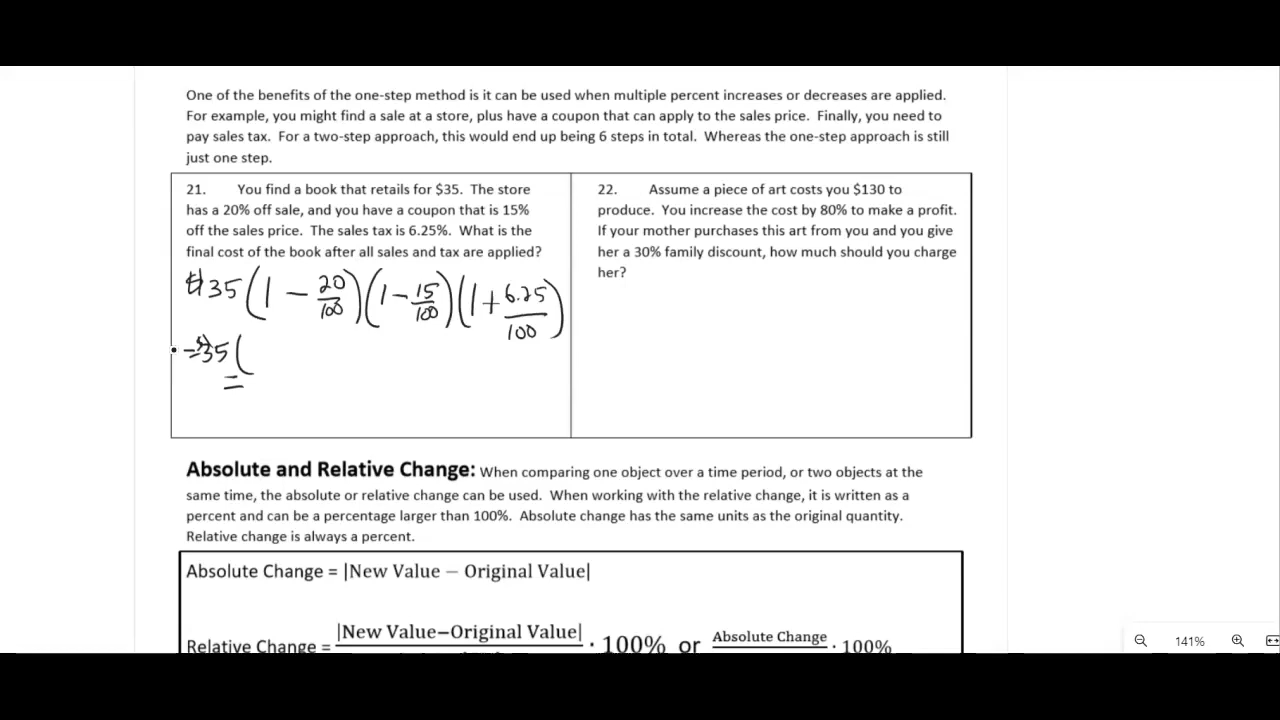 One of the benefits of the one-step method is it can be used when multiple percent increases or decreases are applied.
For example, you might find a sale at a store, plus have a coupon that can apply to the sales price. Finally, you need to
pay sales tax. For a two-step approach, this would end up being 6 steps in total. Whereas the one-step approach is still
just one step.
21. You find a book that retails for $35. The store
has a 20% off sale, and you have a coupon that is 15%
off the sales price. The sales tax is 6.25%. What is the
final cost of the book after all sales and tax are applied?
$35(1 - 20/100)(1 - 15/100)(1 + 6.25/100)
= $35(
=
22. Assume a piece of art costs you $130 to
produce. You increase the cost by 80% to make a profit.
If your mother purchases this art from you and you give
her a 30% family discount, how much should you charge
her?
Absolute and Relative Change: When comparing one object over a time period, or two objects at the
same time, the absolute or relative change can be used. When working with the relative change, it is written as a
percent and can be a percentage larger than 100%. Absolute change has the same units as the original quantity.
Relative change is always a percent.
Absolute Change = |New Value − Original Value|
Relative Change = |New Value−Original Value| · 100% or Absolute Change · 100%
141%